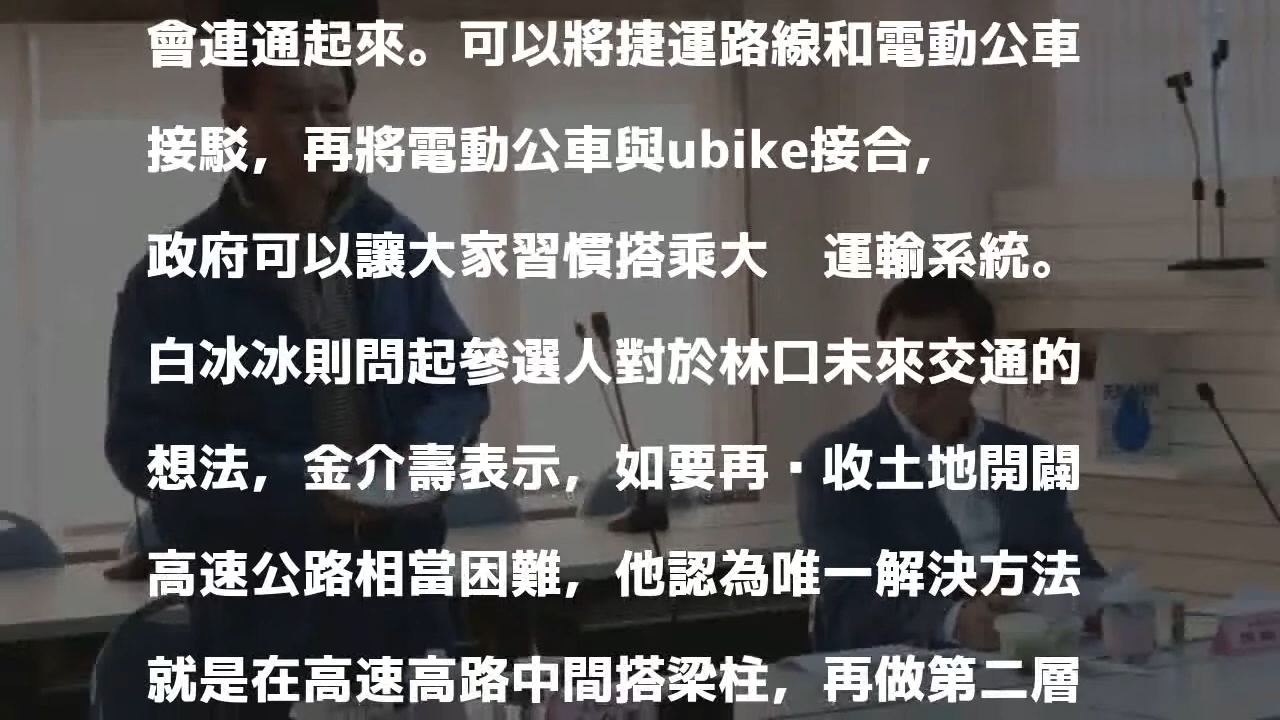 會連通起來。可以將捷運路線和電動公車
接駁，再將電動公車與ubike接合，
政府可以讓大家習慣搭乘大　運輸系統。
白冰冰則問起參選人對於林口未來交通的
想法，金介壽表示，如要再▪收土地開闢
高速公路相當困難，他認為唯一解決方法
就是在高速高路中間搭梁柱，再做第二層